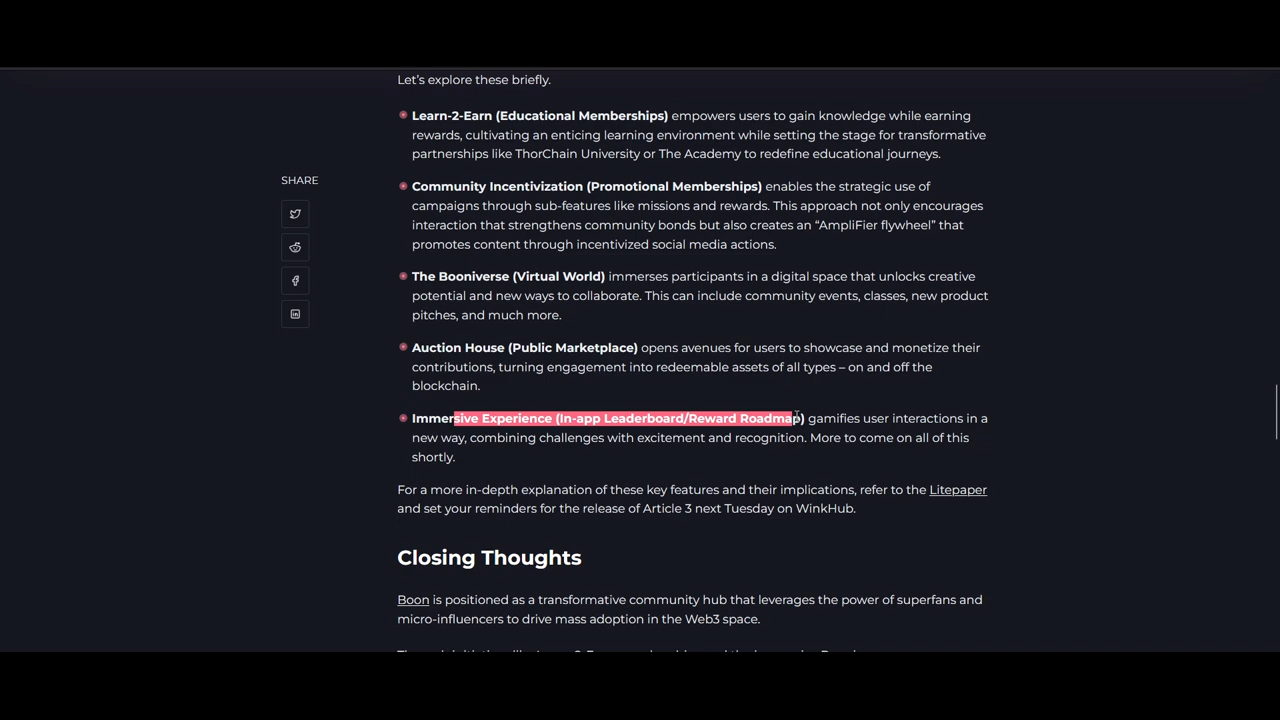 Let's explore these briefly.
Learn-2-Earn (Educational Memberships) empowers users to gain knowledge while earning
rewards, cultivating an enticing learning environment while setting the stage for transformative
partnerships like ThorChain University or The Academy to redefine educational journeys.
SHARE
Community Incentivization (Promotional Memberships) enables the strategic use of
campaigns through sub-features like missions and rewards. This approach not only encourages
interaction that strengthens community bonds but also creates an “AmpliFier flywheel” that
promotes content through incentivized social media actions.
The Booniverse (Virtual World) immerses participants in a digital space that unlocks creative
potential and new ways to collaborate. This can include community events, classes, new product
pitches, and much more.
Auction House (Public Marketplace) opens avenues for users to showcase and monetize their
contributions, turning engagement into redeemable assets of all types – on and off the
blockchain.
Immersive Experience (In-app Leaderboard/Reward Roadmap) gamifies user interactions in a
new way, combining challenges with excitement and recognition. More to come on all of this
shortly.
For a more in-depth explanation of these key features and their implications, refer to the Litepaper
and set your reminders for the release of Article 3 next Tuesday on WinkHub.
Closing Thoughts
Boon is positioned as a transformative community hub that leverages the power of superfans and
micro-influencers to drive mass adoption in the Web3 space.